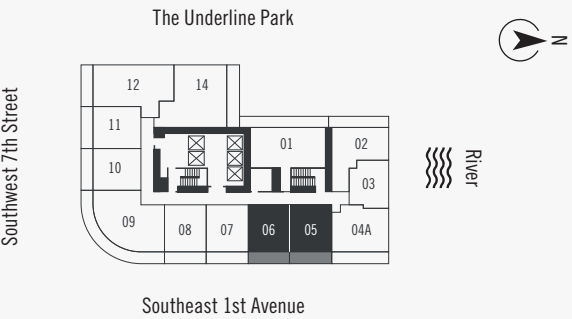 The Underline Park
N
Southwest 7th Street
12
14
11
01
02
10
03
09
08
07
06
05
04A
River
Southeast 1st Avenue